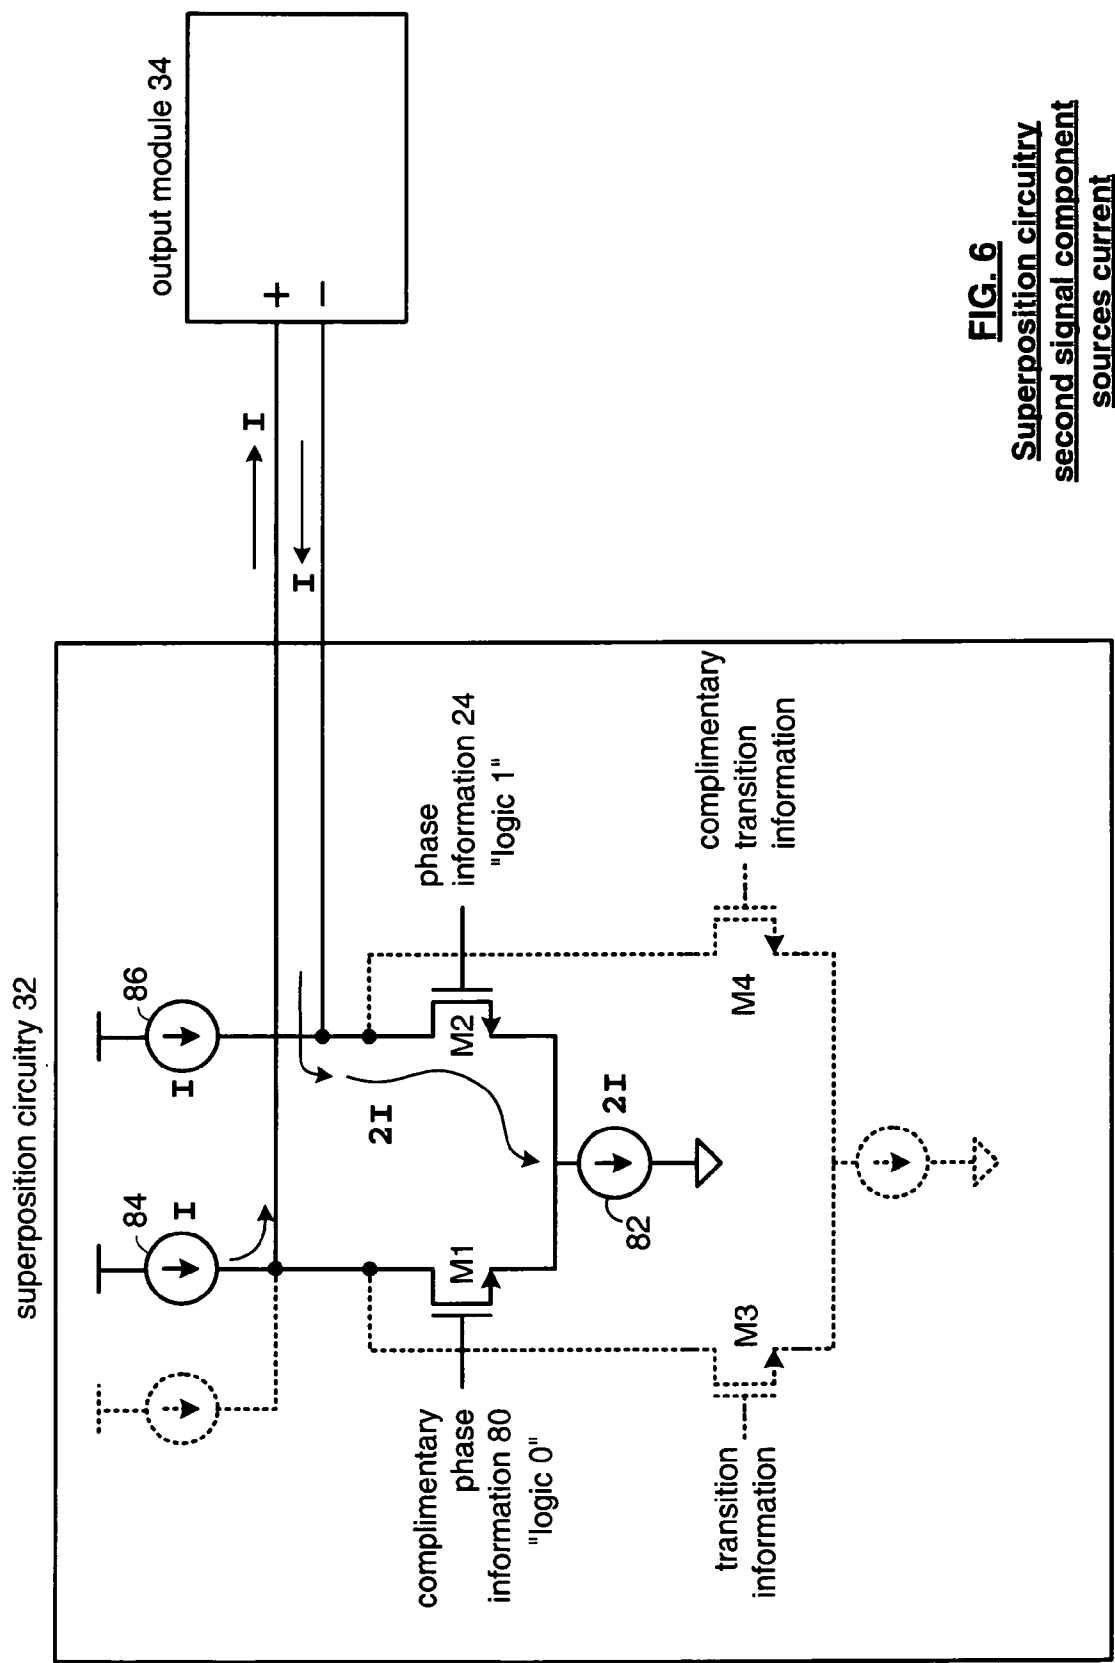 superposition circuitry 32
output module 34
+
−
I
I
84
I
86
I
2I
82
2I
M1
M2
M3
M4
complimentary
phase
information 80
"logic 0"
phase
information 24
"logic 1"
transition
information
complimentary
transition
information
FIG. 6
Superposition circuitry
second signal component
sources current